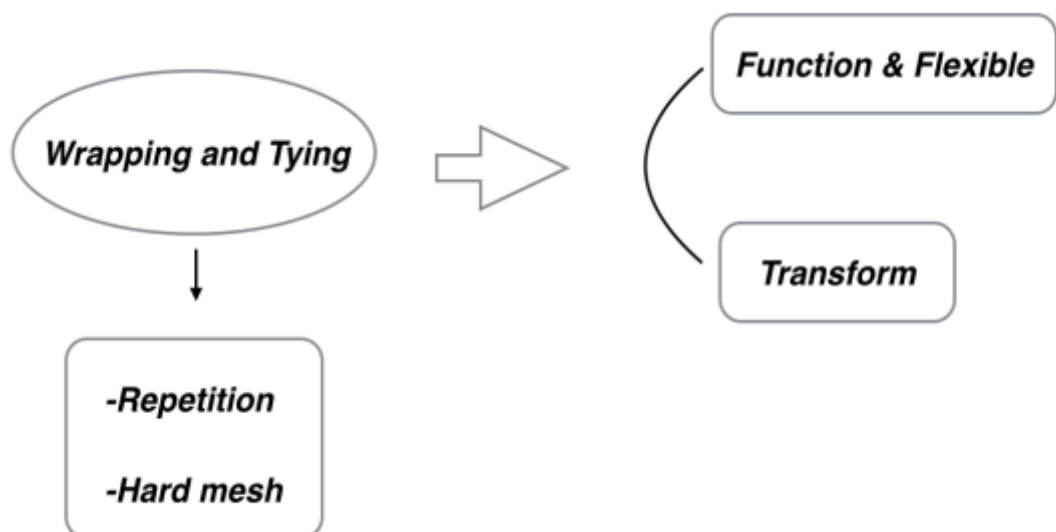 Wrapping and Tying
Function & Flexible
Transform
-Repetition
-Hard mesh